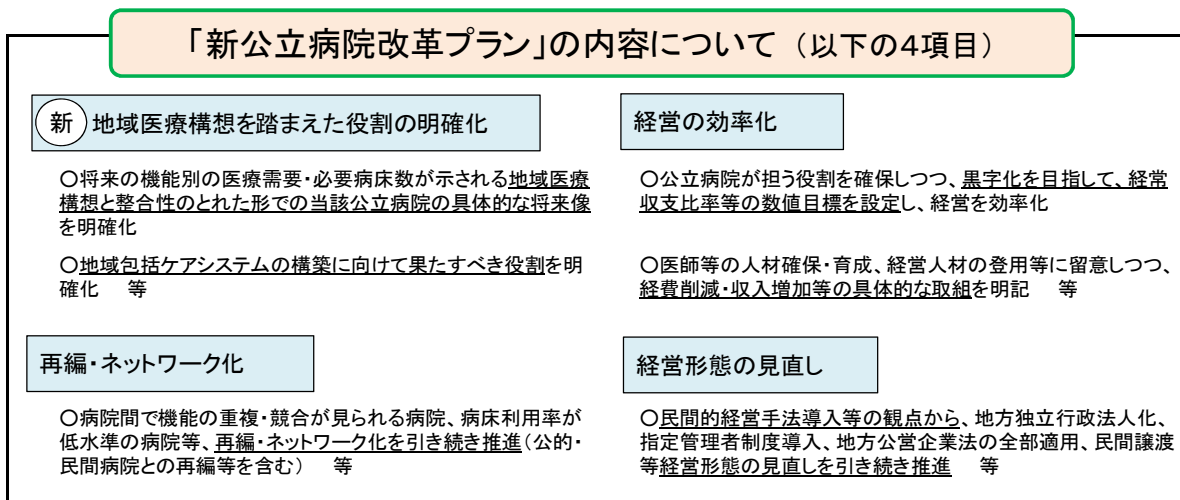 「新公立病院改革プラン」の内容について（以下の4項目）
新 地域医療構想を踏まえた役割の明確化
○将来の機能別の医療需要・必要病床数が示される地域医療
構想と整合性のとれた形での当該公立病院の具体的な将来像
を明確化
○地域包括ケアシステムの構築に向けて果たすべき役割を明
確化　等
経営の効率化
○公立病院が担う役割を確保しつつ、黒字化を目指して、経常
収支比率等の数値目標を設定し、経営を効率化
○医師等の人材確保・育成、経営人材の登用等に留意しつつ、
経費削減・収入増加等の具体的な取組を明記　等
再編・ネットワーク化
○病院間で機能の重複・競合が見られる病院、病床利用率が
低水準の病院等、再編・ネットワーク化を引き続き推進（公的・
民間病院との再編等を含む）　等
経営形態の見直し
○民間的経営手法導入等の観点から、地方独立行政法人化、
指定管理者制度導入、地方公営企業法の全部適用、民間譲渡
等経営形態の見直しを引き続き推進　等